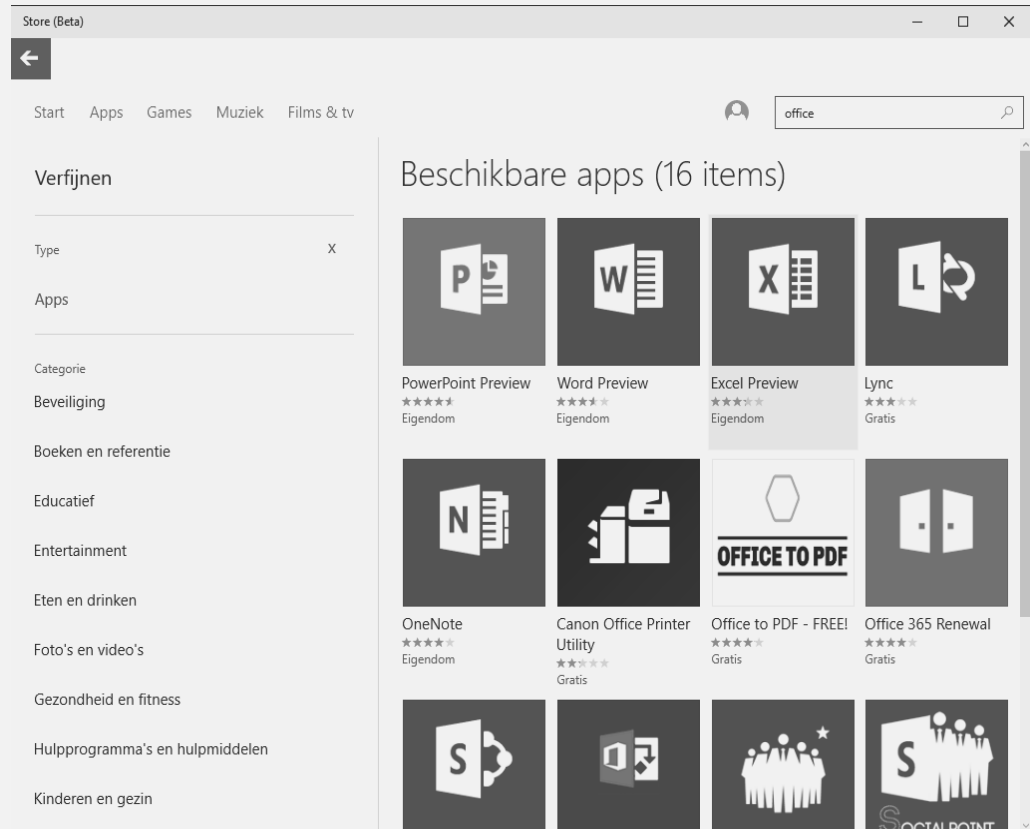 Store (Beta)
Start Apps Games Muziek Films & tv
office
Verfijnen
Type X
Apps
Categorie
Beveiliging
Boeken en referentie
Educatief
Entertainment
Eten en drinken
Foto's en video's
Gezondheid en fitness
Hulpprogramma's en hulpmiddelen
Kinderen en gezin
Beschikbare apps (16 items)
P
W
X
L
PowerPoint Preview
Eigendom
Word Preview
Eigendom
Excel Preview
Eigendom
Lync
Gratis
N
OFFICE TO PDF
OneNote
Eigendom
Canon Office Printer
Utility
Gratis
Office to PDF - FREE!
Gratis
Office 365 Renewal
Gratis
S
S
SOCIALPOINT